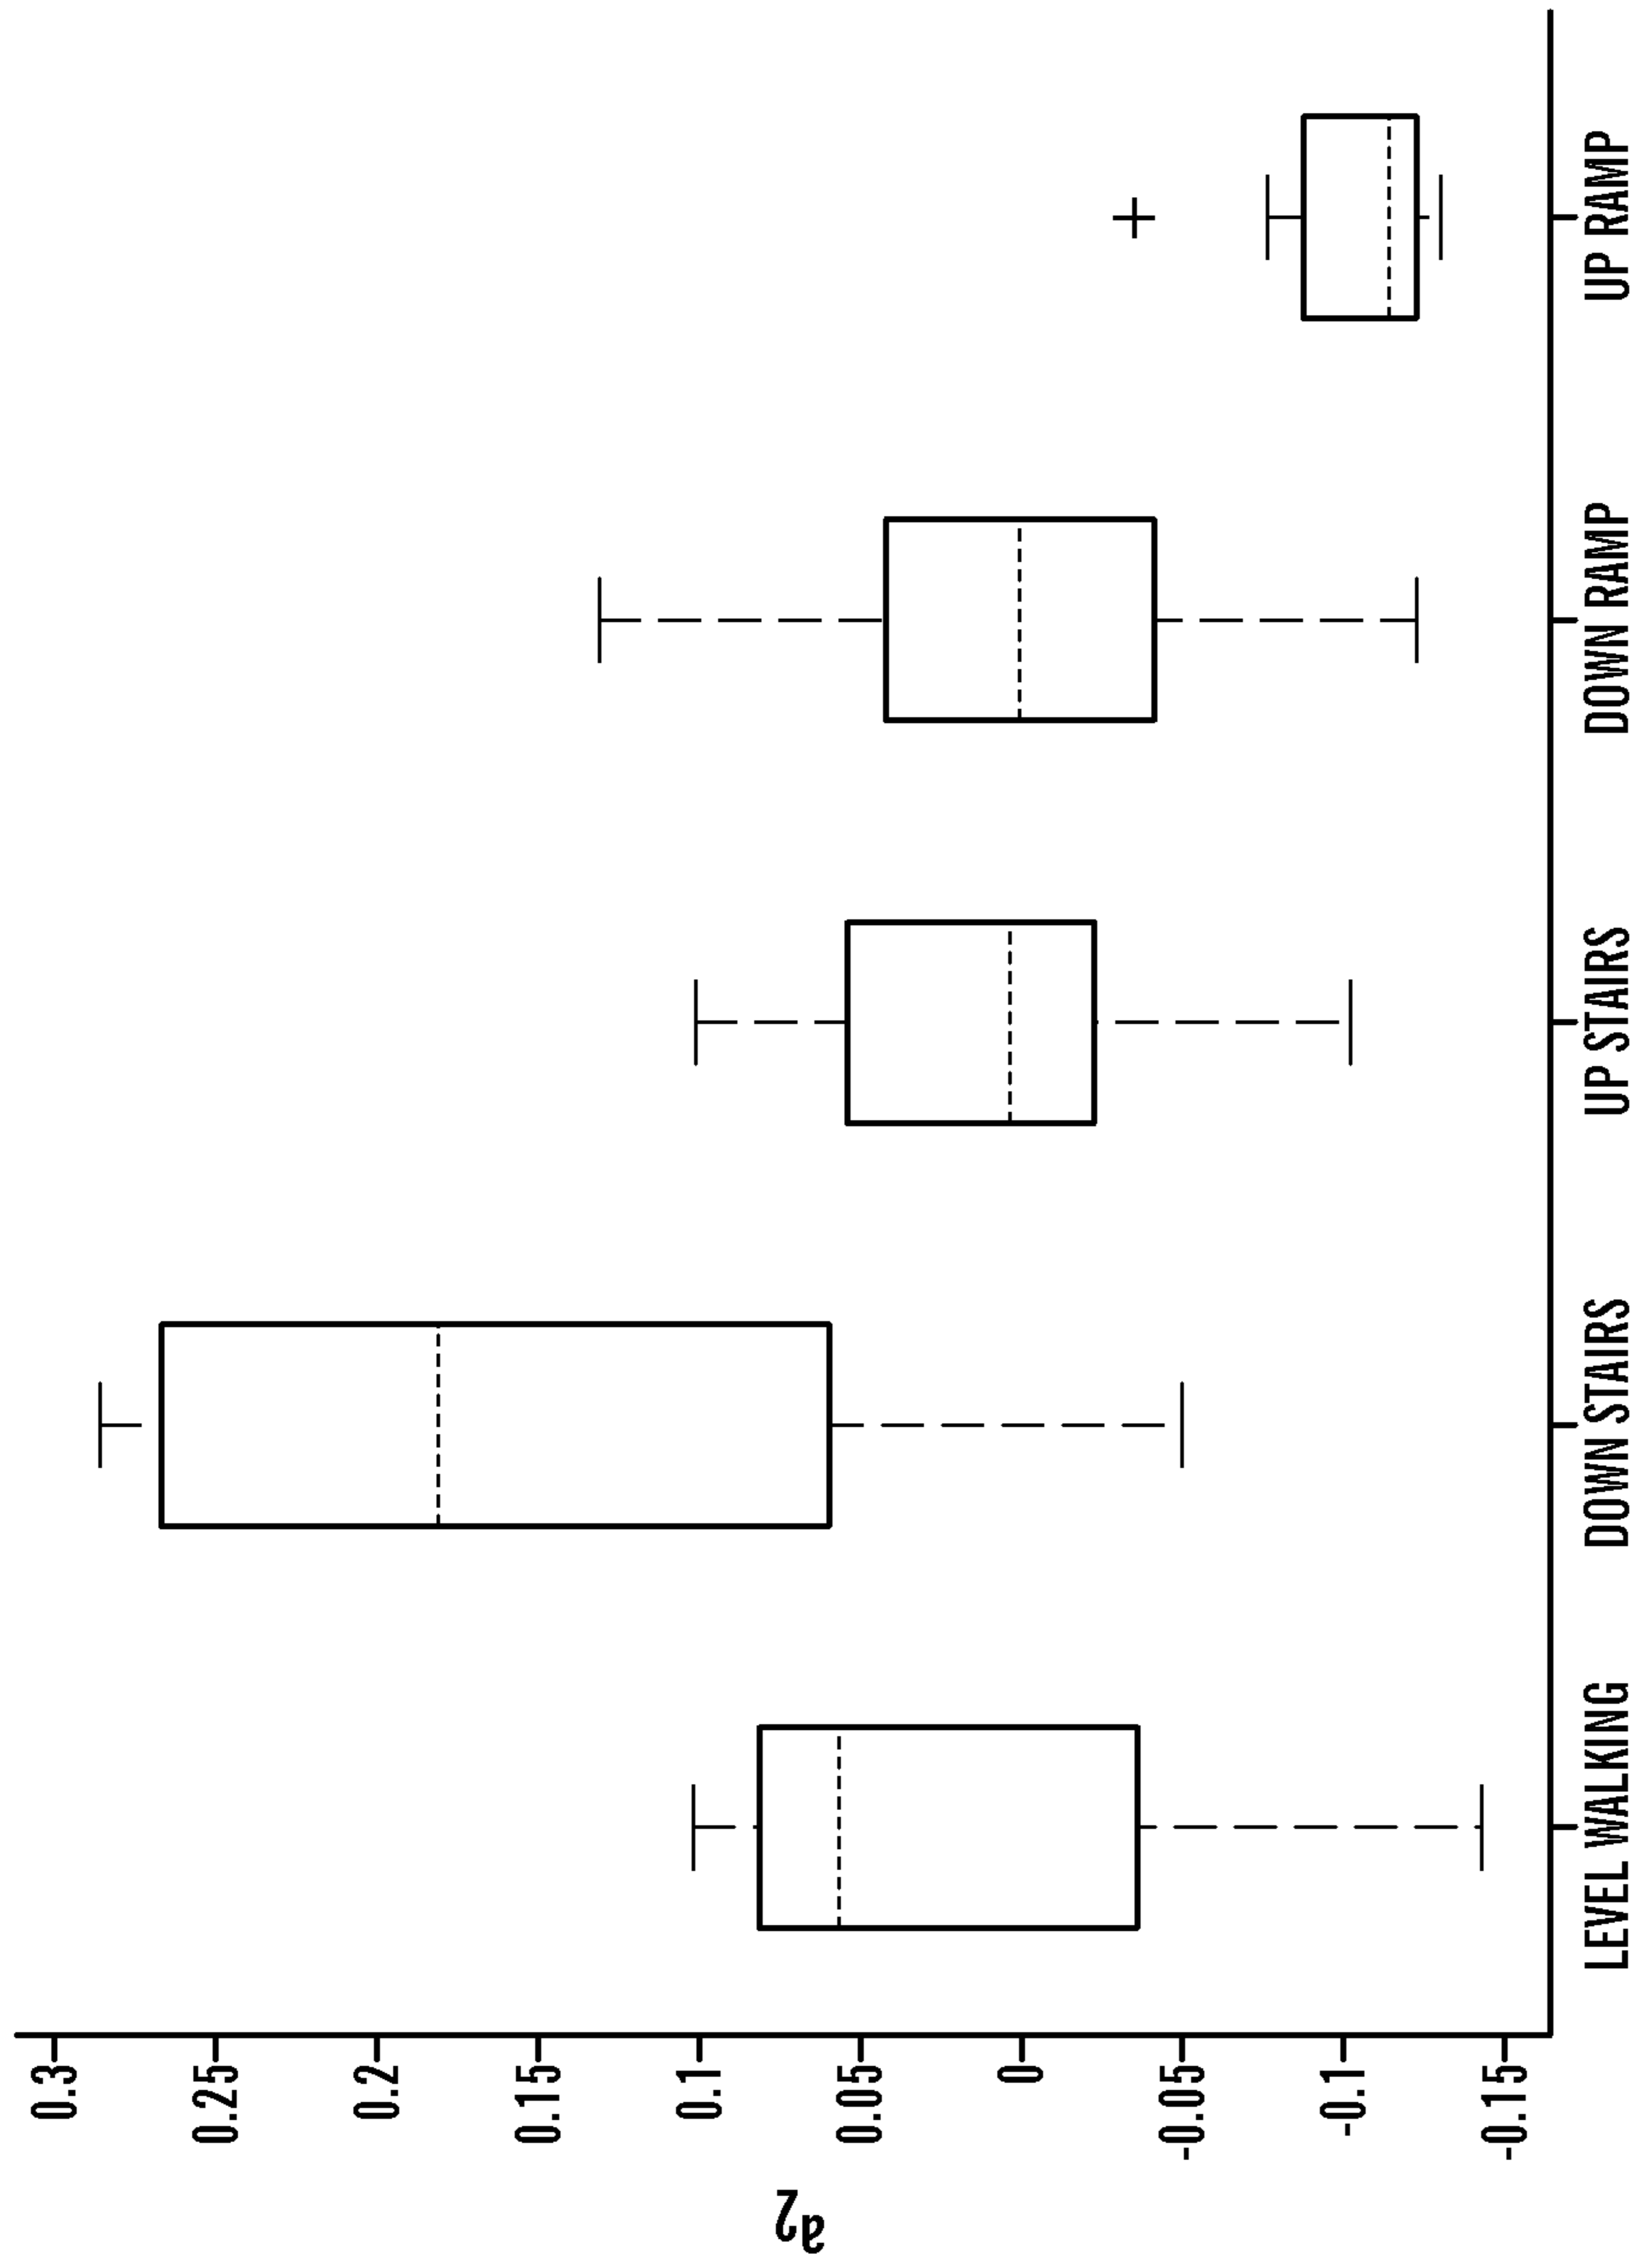 a2
0.3
0.25
0.2
0.15
0.1
0.05
0
-0.05
-0.1
-0.15
LEVEL WALKING
DOWN STAIRS
UP STAIRS
DOWN RAMP
UP RAMP